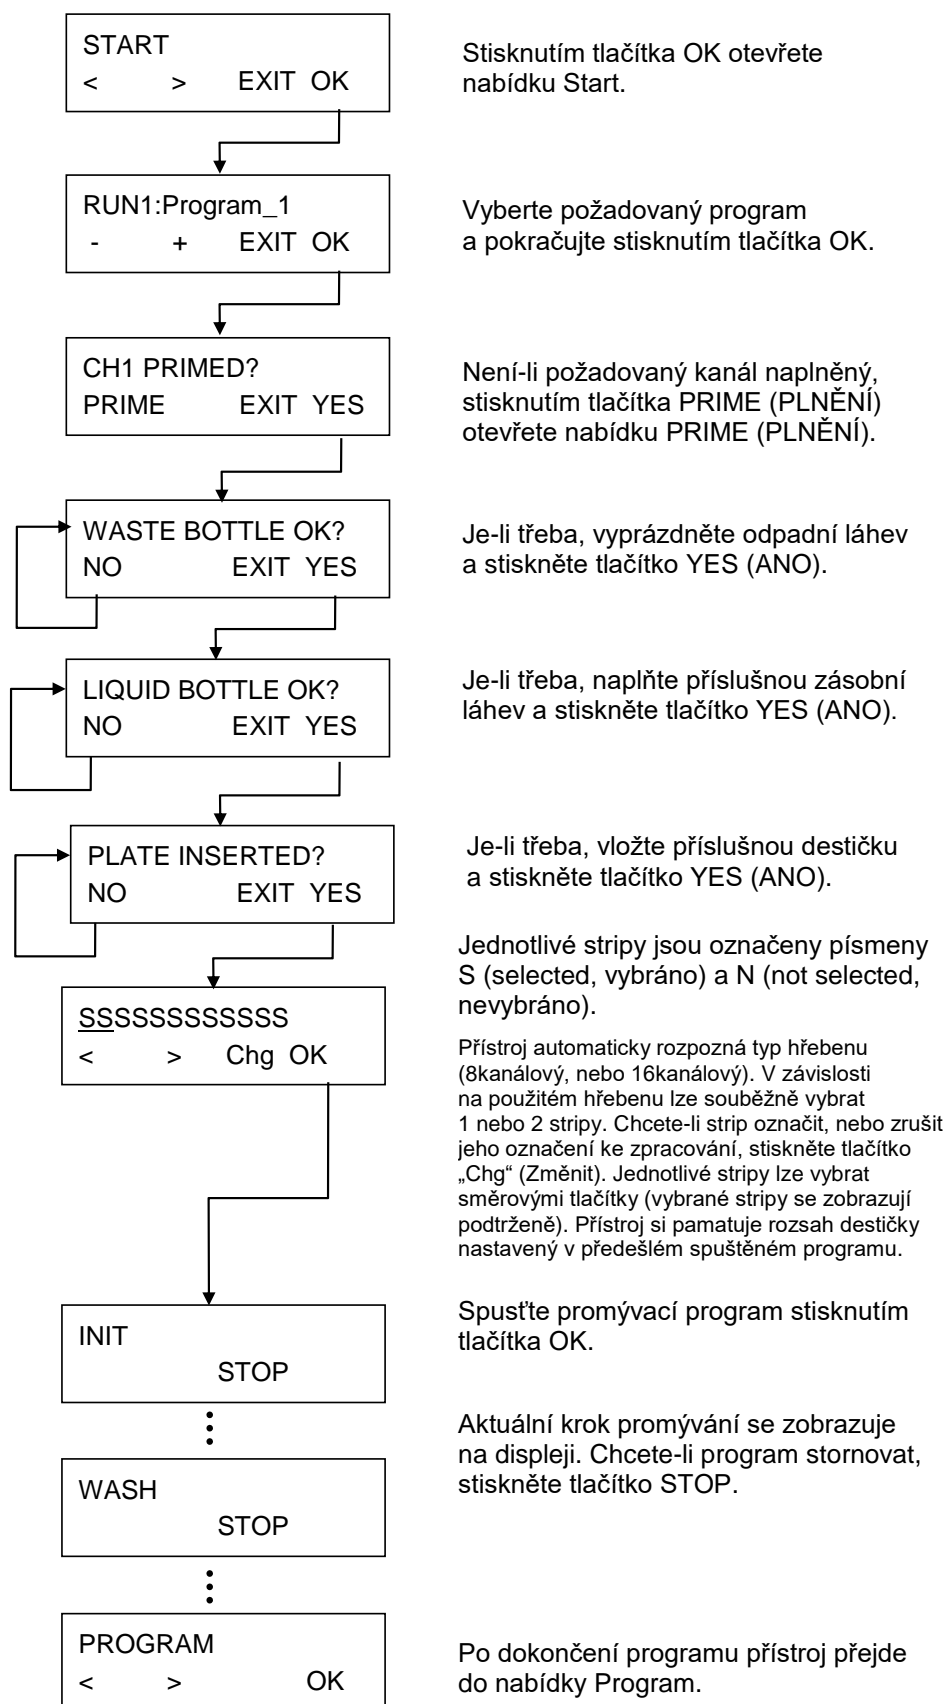 START
< > EXIT OK
Stisknutím tlačítka OK otevřete
nabídku Start.
RUN1:Program_1
- + EXIT OK
Vyberte požadovaný program
a pokračujte stisknutím tlačítka OK.
CH1 PRIMED?
PRIME EXIT YES
Není-li požadovaný kanál naplněný,
stisknutím tlačítka PRIME (PLNĚNÍ)
otevřete nabídku PRIME (PLNĚNÍ).
WASTE BOTTLE OK?
NO EXIT YES
Je-li třeba, vyprázdněte odpadní láhev
a stiskněte tlačítko YES (ANO).
LIQUID BOTTLE OK?
NO EXIT YES
Je-li třeba, naplňte příslušnou zásobní
láhev a stiskněte tlačítko YES (ANO).
PLATE INSERTED?
NO EXIT YES
Je-li třeba, vložte příslušnou destičku
a stiskněte tlačítko YES (ANO).
SSSSSSSSSSSS
< > Chg OK
Jednotlivé stripy jsou označeny písmeny
S (selected, vybráno) a N (not selected,
nevybráno).
Přístroj automaticky rozpozná typ hřebenu
(8kanálový, nebo 16kanálový). V závislosti
na použitém hřebenu lze souběžně vybrat
1 nebo 2 stripy. Chcete-li strip označit, nebo zrušit
jeho označení ke zpracování, stiskněte tlačítko
„Chg“ (Změnit). Jednotlivé stripy lze vybrat
směrovými tlačítky (vybrané stripy se zobrazují
podtrženě). Přístroj si pamatuje rozsah destičky
nastavený v předešlém spuštěném programu.
INIT
STOP
Spusťte promývací program stisknutím
tlačítka OK.
WASH
STOP
Aktuální krok promývání se zobrazuje
na displeji. Chcete-li program stornovat,
stiskněte tlačítko STOP.
PROGRAM
< > OK
Po dokončení programu přístroj přejde
do nabídky Program.